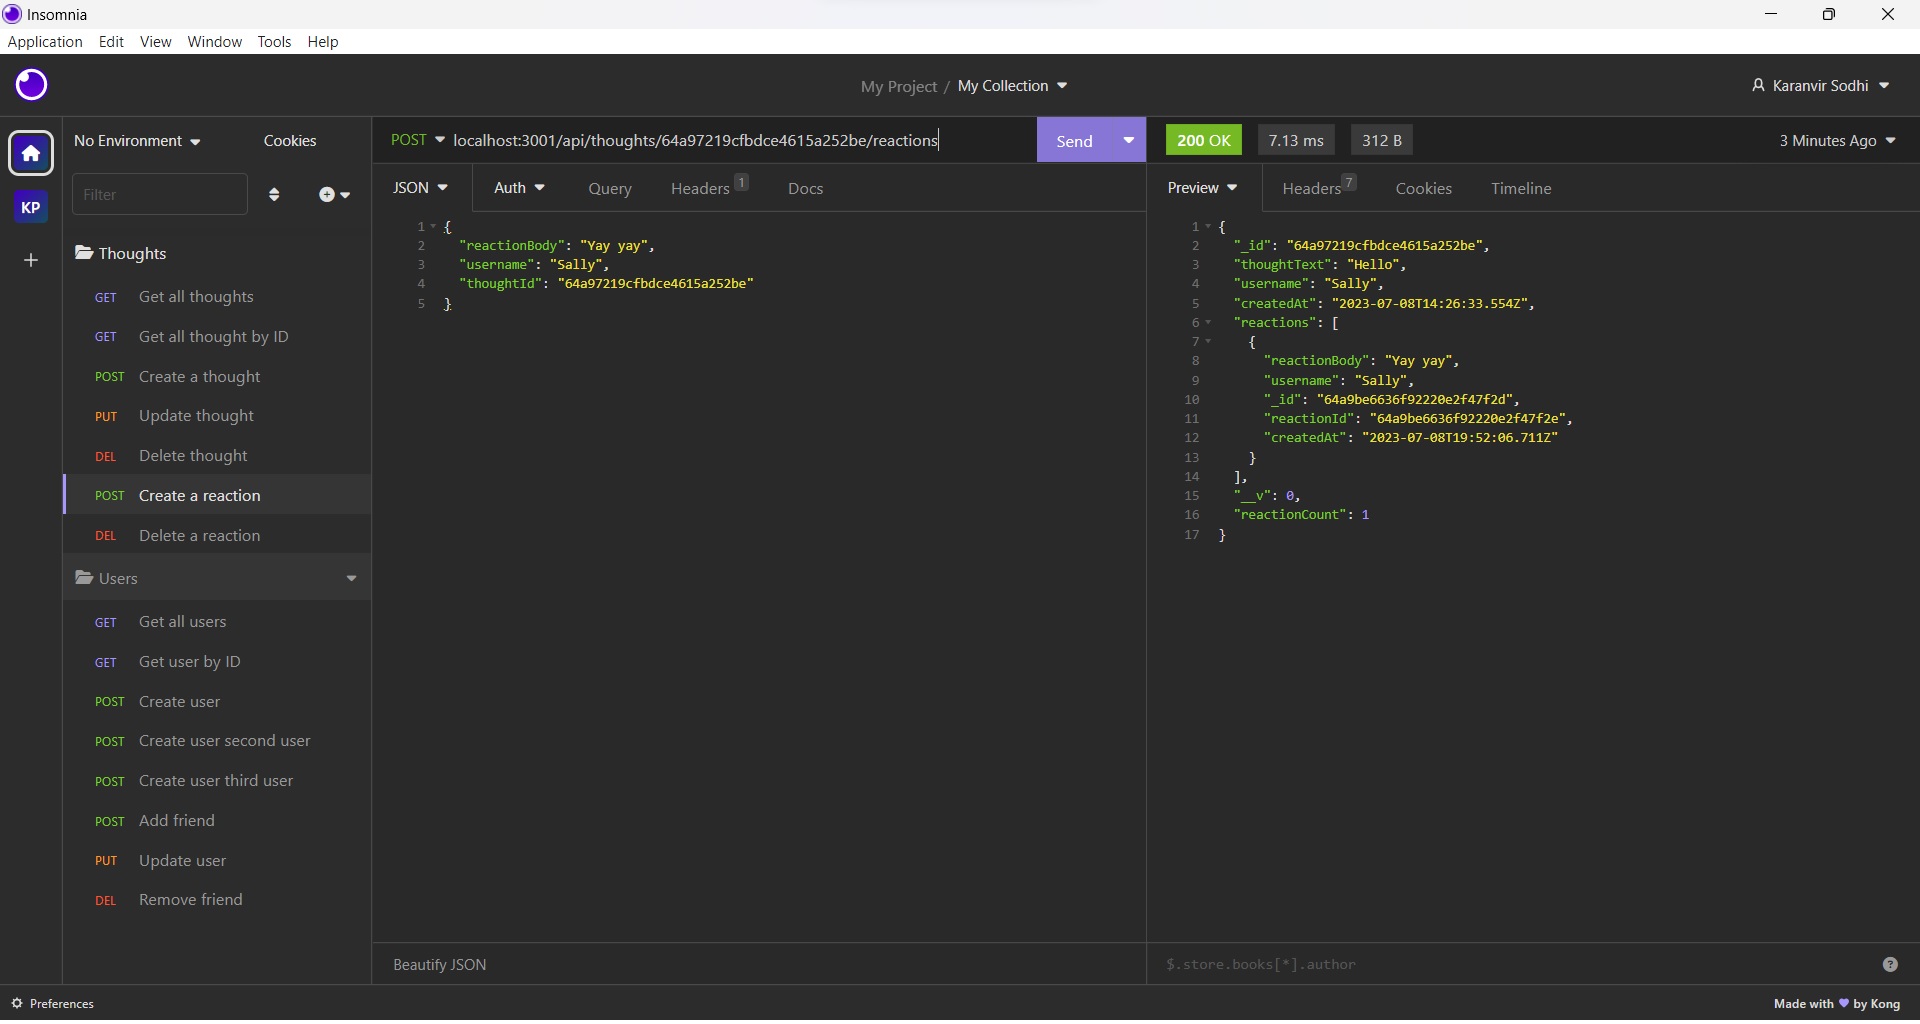 Insomnia
Application Edit View Window Tools Help
My Project / My Collection
Karanvir Sodhi
No Environment
Cookies
POST localhost:3001/api/thoughts/64a97219cfbdce4615a252be/reactions
Send
200 OK
7.13 ms
312 B
3 Minutes Ago
KP
Filter
Thoughts
GET Get all thoughts
GET Get all thought by ID
POST Create a thought
PUT Update thought
DEL Delete thought
POST Create a reaction
DEL Delete a reaction
Users
GET Get all users
GET Get user by ID
POST Create user
POST Create user second user
POST Create user third user
POST Add friend
PUT Update user
DEL Remove friend
JSON Auth Query Headers 1 Docs
1 {
2 "reactionBody": "Yay yay",
3 "username": "Sally",
4 "thoughtId": "64a97219cfbdce4615a252be"
5 }
Beautify JSON
Preview Headers 7 Cookies Timeline
1 {
2 "_id": "64a97219cfbdce4615a252be",
3 "thoughtText": "Hello",
4 "username": "Sally",
5 "createdAt": "2023-07-08T14:26:33.554Z",
6 "reactions": [
7 {
8 "reactionBody": "Yay yay",
9 "username": "Sally",
10 "_id": "64a9be6636f92220e2f47f2d",
11 "reactionId": "64a9be6636f92220e2f47f2e",
12 "createdAt": "2023-07-08T19:52:06.711Z"
13 }
14 ],
15 "__v": 0,
16 "reactionCount": 1
17 }
$.store.books[*].author
?
Preferences
Made with 💜 by Kong